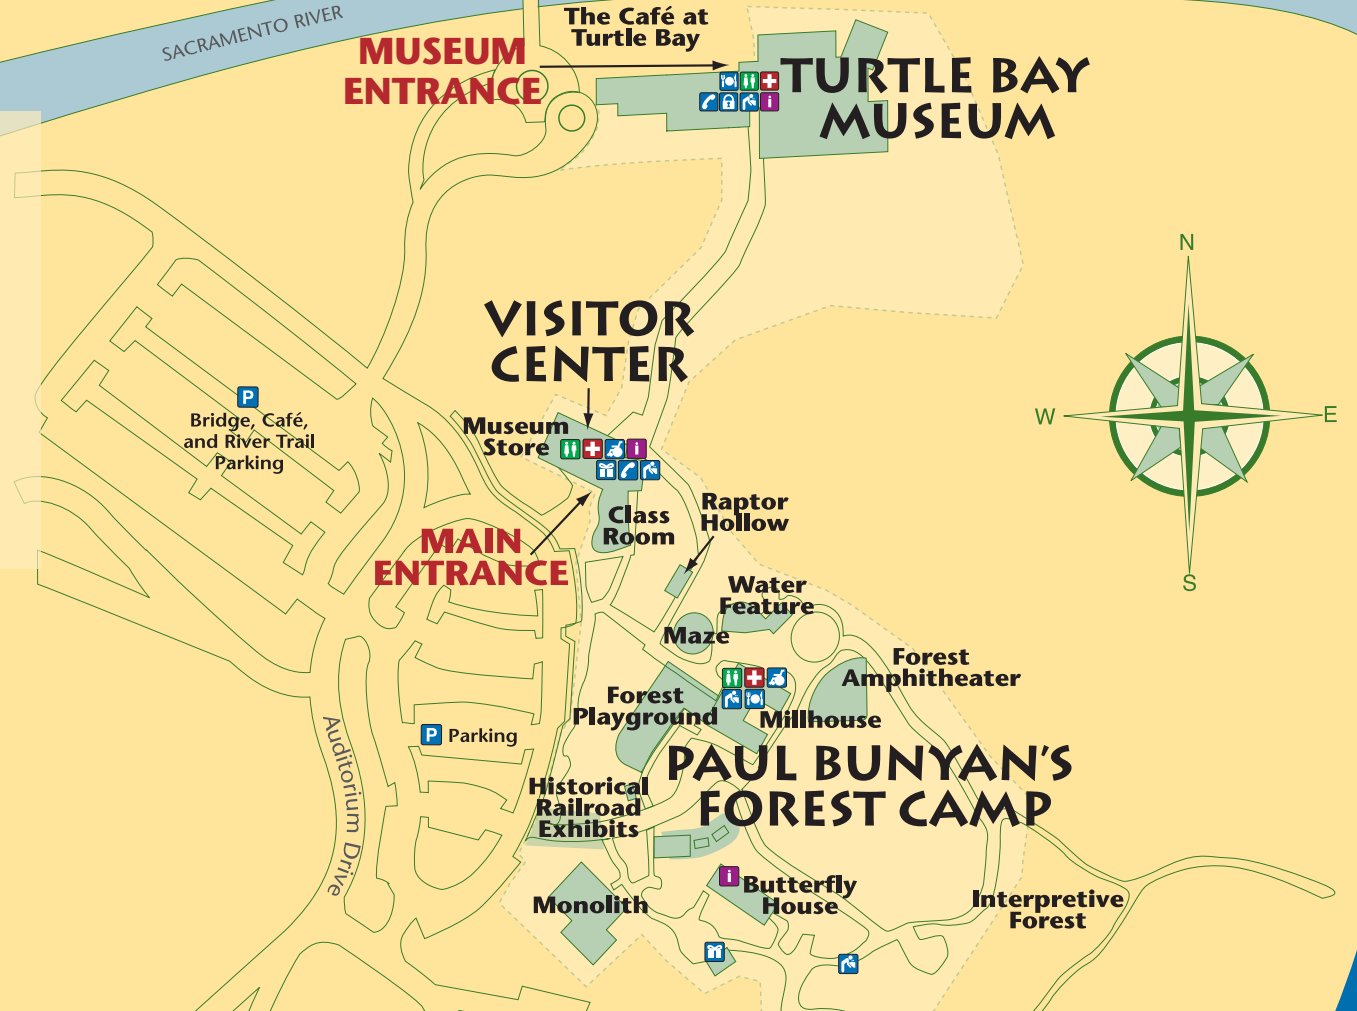 SACRAMENTO RIVER
The Café at
Turtle Bay
MUSEUM
ENTRANCE
TURTLE BAY
MUSEUM
i
N
W
E
S
VISITOR
CENTER
P
Bridge, Café,
and River Trail
Parking
Museum
Store
i
Class
Room
Raptor
Hollow
MAIN
ENTRANCE
Water
Feature
Maze
Forest
Amphitheater
Forest
Playground
Millhouse
P Parking
Auditorium Drive
PAUL BUNYAN'S
FOREST CAMP
Historical
Railroad
Exhibits
i
Butterfly
House
Monolith
Interpretive
Forest